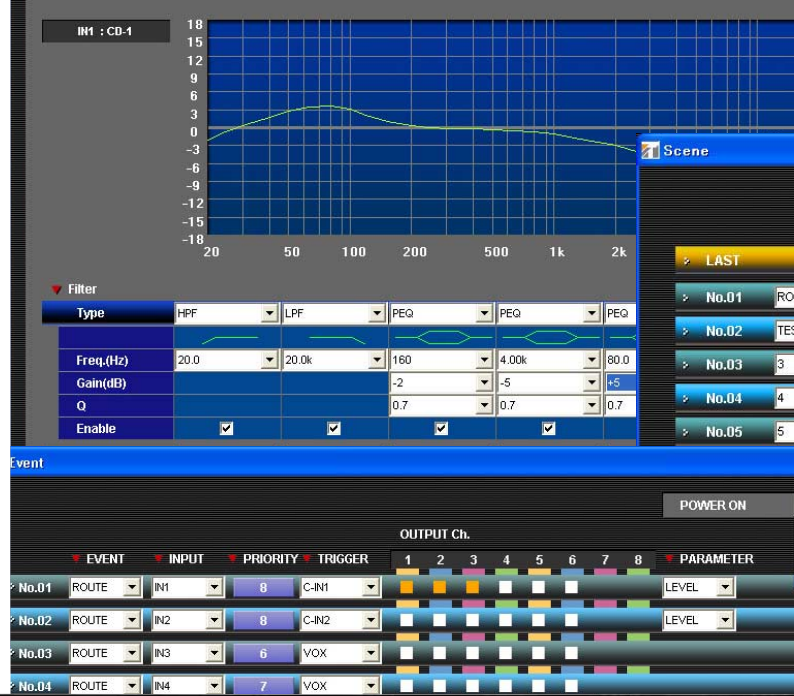 IN1 : CD-1
18
15
12
9
6
3
0
-3
-6
-9
-12
-15
-18
20 50 100 200 500 1k 2k
Scene
LAST
No.01 RO
No.02 TES
No.03 3
No.04 4
No.05 5
Filter
Type HPF LPF PEQ PEQ PEQ
Freq.(Hz) 20.0 20.0k 160 4.00k 80.0
Gain(dB) -2 -5 +5
Q 0.7 0.7 0.7
Enable
Event
POWER ON
OUTPUT Ch.
EVENT INPUT PRIORITY TRIGGER 1 2 3 4 5 6 7 8 PARAMETER
No.01 ROUTE IN1 8 C-IN1 LEVEL
No.02 ROUTE IN2 8 C-IN2 LEVEL
No.03 ROUTE IN3 6 VOX
No.04 ROUTE IN4 7 VOX